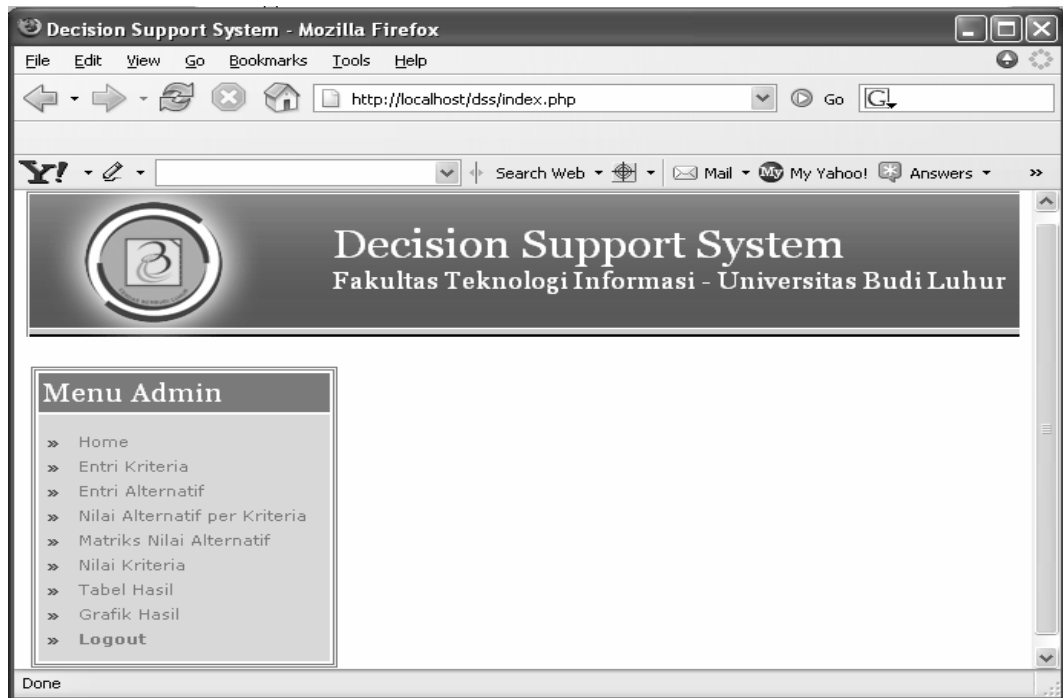 Decision Support System - Mozilla Firefox
File Edit View Go Bookmarks Tools Help
http://localhost/dss/index.php Go G
Y! Search Web Mail My My Yahoo! Answers »
Decision Support System
Fakultas Teknologi Informasi - Universitas Budi Luhur
Menu Admin
» Home
» Entri Kriteria
» Entri Alternatif
» Nilai Alternatif per Kriteria
» Matriks Nilai Alternatif
» Nilai Kriteria
» Tabel Hasil
» Grafik Hasil
» Logout
Done